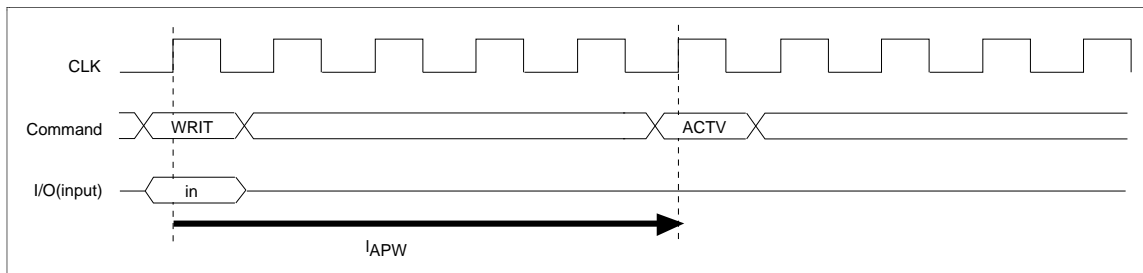 CLK
Command WRIT ACTV
I/O(input) in
lAPW